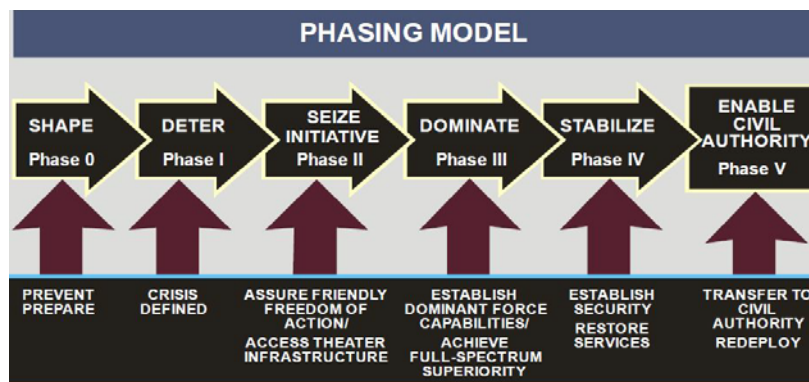 PHASING MODEL
SHAPE
Phase 0
DETER
Phase I
SEIZE
INITIATIVE
Phase II
DOMINATE
Phase III
STABILIZE
Phase IV
ENABLE
CIVIL
AUTHORITY
Phase V
PREVENT
PREPARE
CRISIS
DEFINED
ASSURE FRIENDLY
FREEDOM OF
ACTION/
ACCESS THEATER
INFRASTRUCTURE
ESTABLISH
DOMINANT FORCE
CAPABILITIES/
ACHIEVE
FULL-SPECTRUM
SUPERIORITY
ESTABLISH
SECURITY
RESTORE
SERVICES
TRANSFER TO
CIVIL
AUTHORITY
REDEPLOY